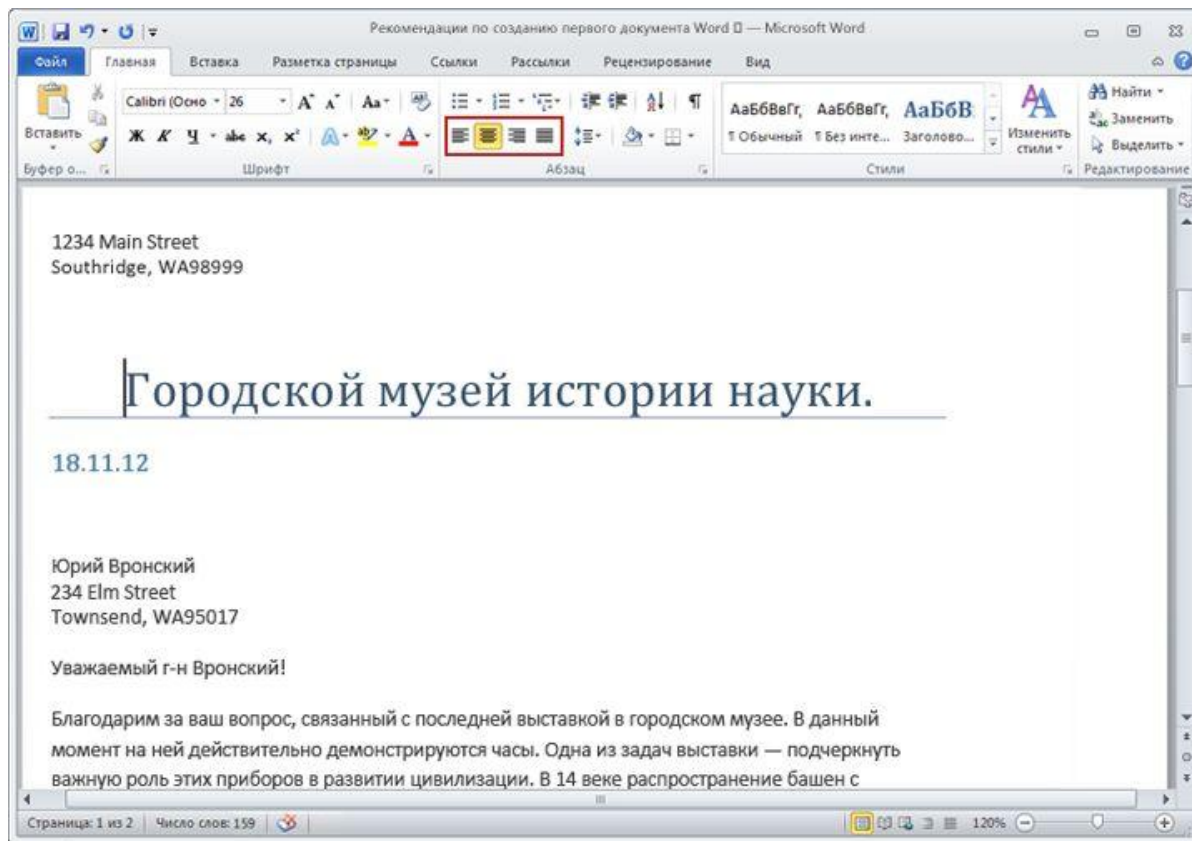 Рекомендации по созданию первого документа Word — Microsoft Word
Файл Главная Вставка Разметка страницы Ссылки Рассылки Рецензирование Вид
Вставить
Calibri (Осно 26
Aa
Ж К Ч abc x, x²
АаБбВвГг, АаБбВвГг, АаБбВ
¶ Обычный ¶ Без инте... Заголово...
Изменить
стили
Найти
Заменить
Выделить
Буфер о... Шрифт Абзац Стили Редактирование
1234 Main Street
Southridge, WA98999
Городской музей истории науки.
18.11.12
Юрий Вронский
234 Elm Street
Townsend, WA95017
Уважаемый г-н Вронский!
Благодарим за ваш вопрос, связанный с последней выставкой в городском музее. В данный
момент на ней действительно демонстрируются часы. Одна из задач выставки — подчеркнуть
важную роль этих приборов в развитии цивилизации. В 14 веке распространение башен с
Страница: 1 из 2 Число слов: 159 120%